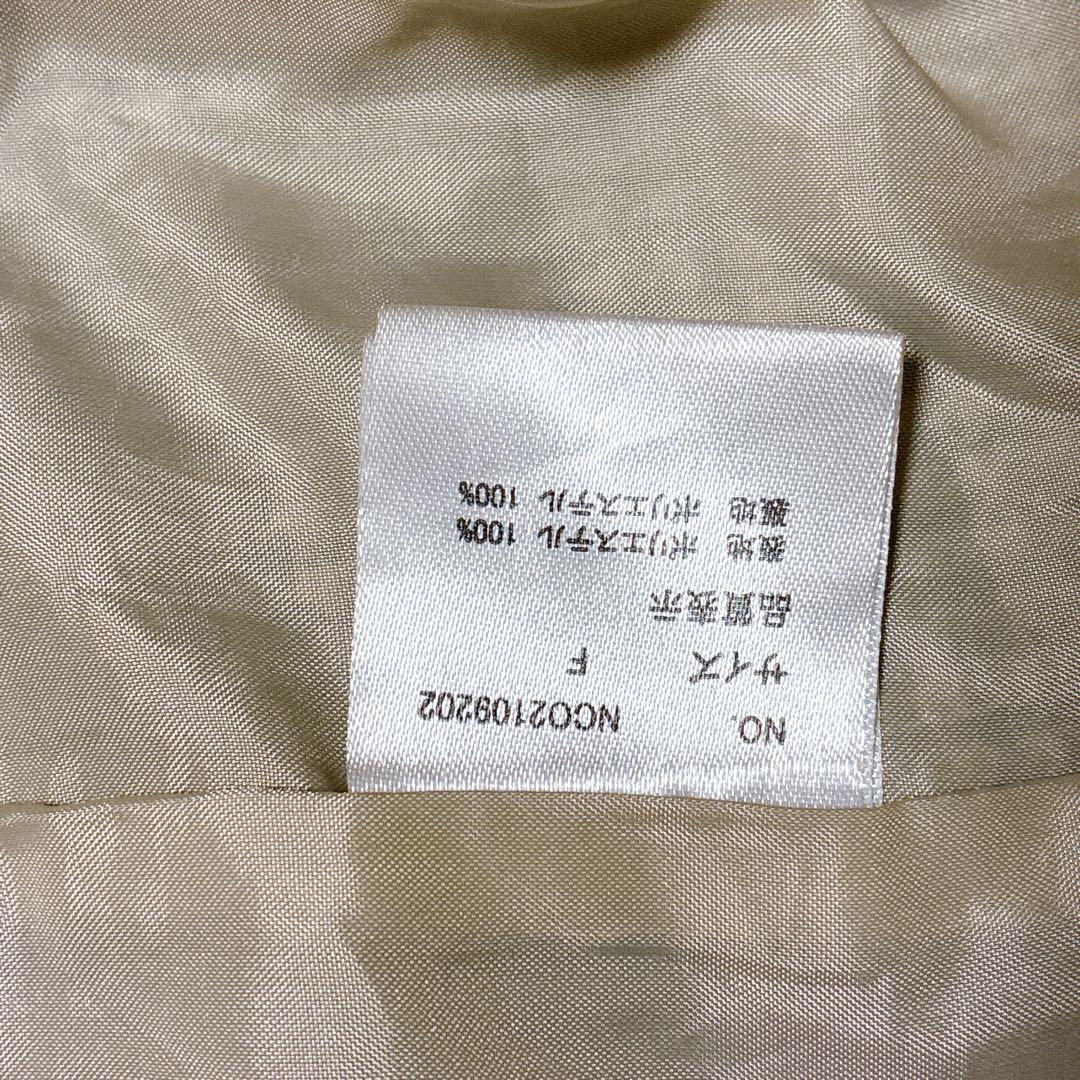 NO. NCO2109202
サイズ F
品質表示
表地 ポリエステル 100%
裏地 ポリエステル 100%